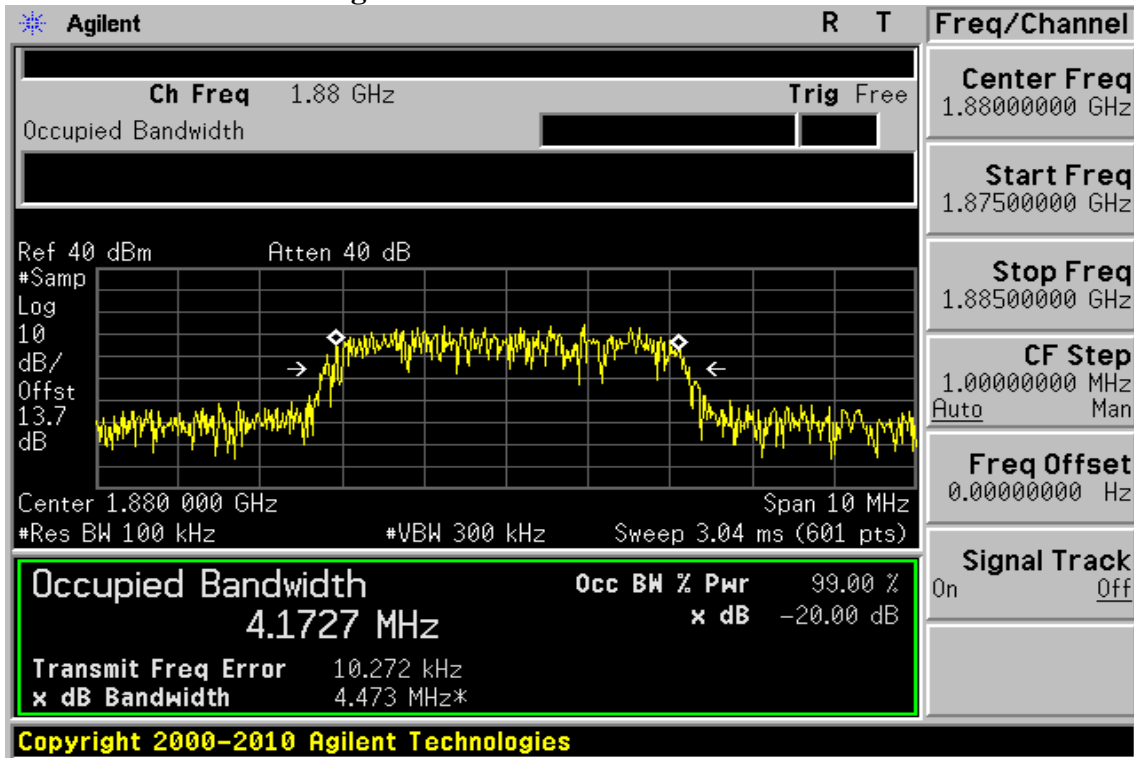 Agilent R T
Freq/Channel
Ch Freq 1.88 GHz Trig Free
Occupied Bandwidth
Center Freq
1.88000000 GHz
Start Freq
1.87500000 GHz
Stop Freq
1.88500000 GHz
CF Step
1.00000000 MHz
Auto Man
Freq Offset
0.00000000 Hz
Signal Track
On Off
Ref 40 dBm Atten 40 dB
#Samp
Log
10
dB/
Offst
13.7
dB
Center 1.880 000 GHz Span 10 MHz
#Res BW 100 kHz #VBW 300 kHz Sweep 3.04 ms (601 pts)
Occupied Bandwidth Occ BW % Pwr 99.00 %
4.1727 MHz x dB -20.00 dB
Transmit Freq Error 10.272 kHz
x dB Bandwidth 4.473 MHz*
Copyright 2000-2010 Agilent Technologies